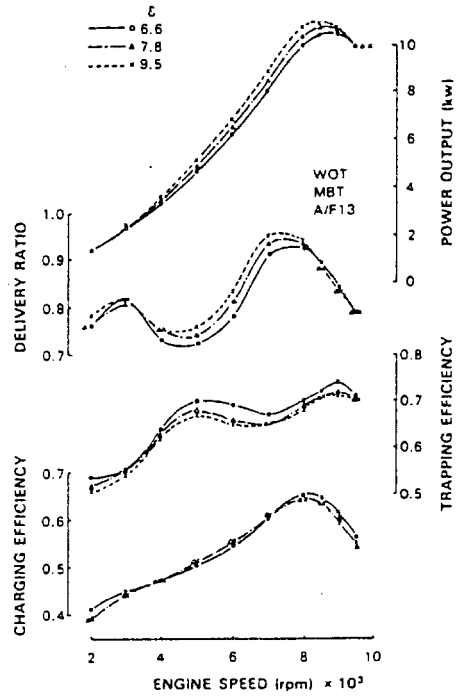 ε
6.6
7.8
9.5
10
8
6
4
2
0
POWER OUTPUT (kw)
WOT
MBT
A/F13
1.0
0.9
0.8
0.7
DELIVERY RATIO
0.8
0.7
0.6
0.5
TRAPPING EFFICIENCY
0.7
0.6
0.5
0.4
CHARGING EFFICIENCY
2 4 6 8 10
ENGINE SPEED (rpm) × 10³